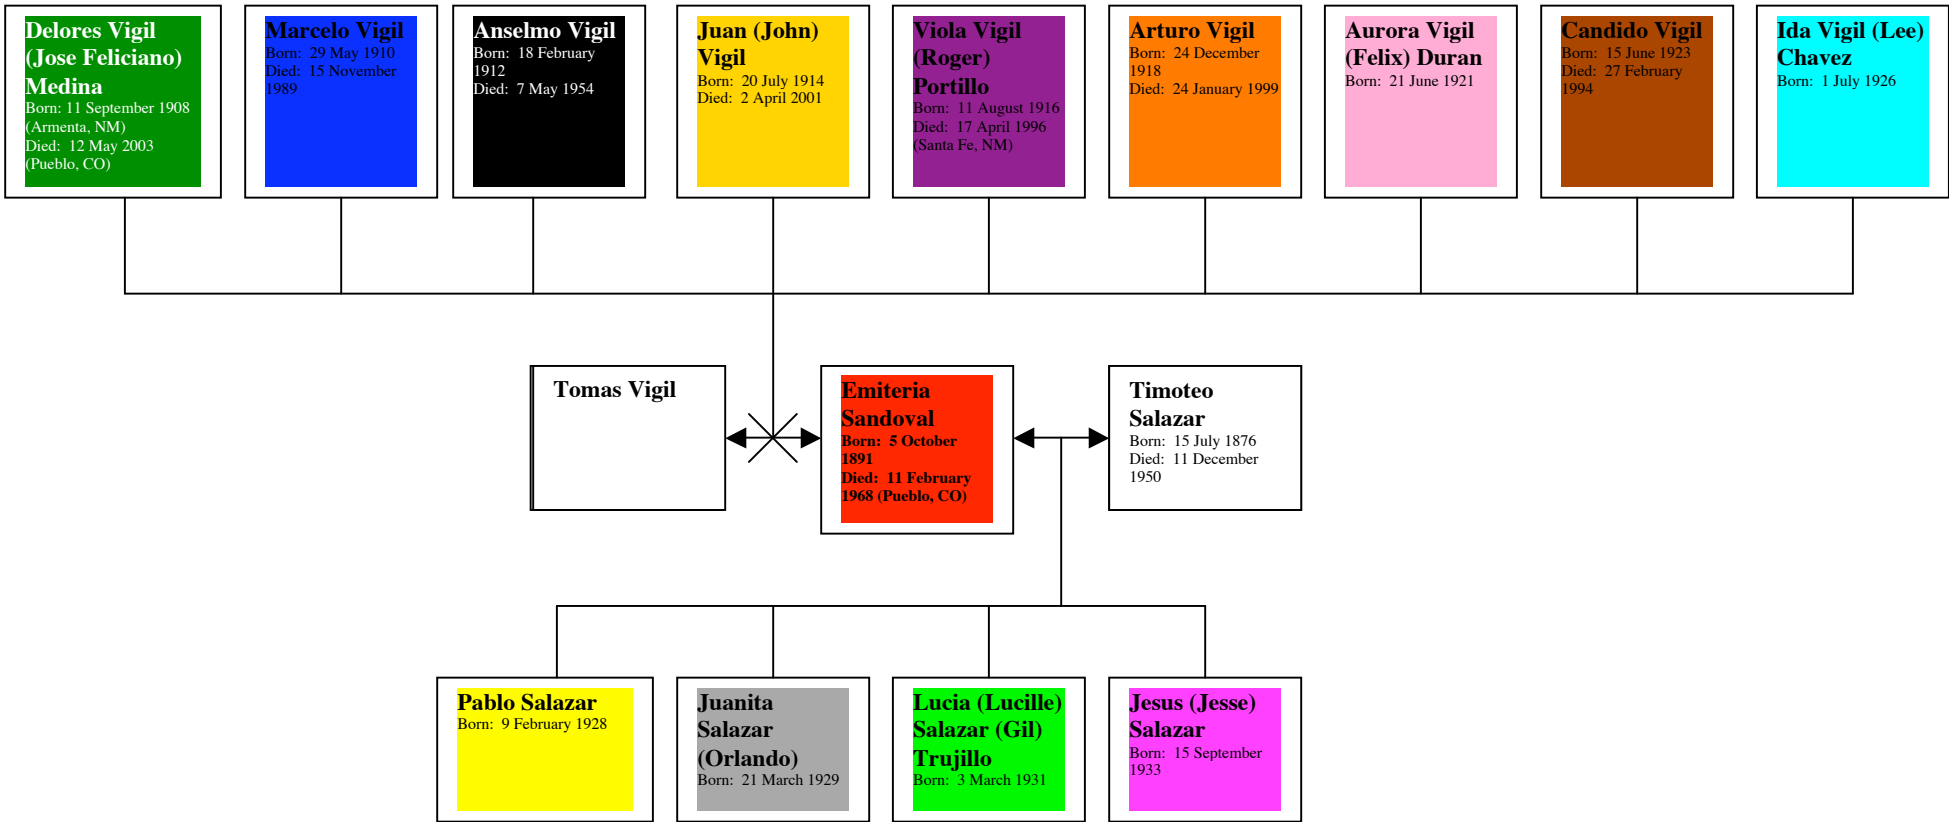 Delores Vigil
(Jose Feliciano)
Medina
Born: 11 September 1908
(Armenta, NM)
Died: 12 May 2003
(Pueblo, CO)
Marcelo Vigil
Born: 29 May 1910
Died: 15 November
1989
Anselmo Vigil
Born: 18 February
1912
Died: 7 May 1954
Juan (John)
Vigil
Born: 20 July 1914
Died: 2 April 2001
Viola Vigil
(Roger)
Portillo
Born: 11 August 1916
Died: 17 April 1996
(Santa Fe, NM)
Arturo Vigil
Born: 24 December
1918
Died: 24 January 1999
Aurora Vigil
(Felix) Duran
Born: 21 June 1921
Candido Vigil
Born: 15 June 1923
Died: 27 February
1994
Ida Vigil (Lee)
Chavez
Born: 1 July 1926
Tomas Vigil
Emiteria
Sandoval
Born: 5 October
1891
Died: 11 February
1968 (Pueblo, CO)
Timoteo
Salazar
Born: 15 July 1876
Died: 11 December
1950
Pablo Salazar
Born: 9 February 1928
Juanita
Salazar
(Orlando)
Born: 21 March 1929
Lucia (Lucille)
Salazar (Gil)
Trujillo
Born: 3 March 1931
Jesus (Jesse)
Salazar
Born: 15 September
1933